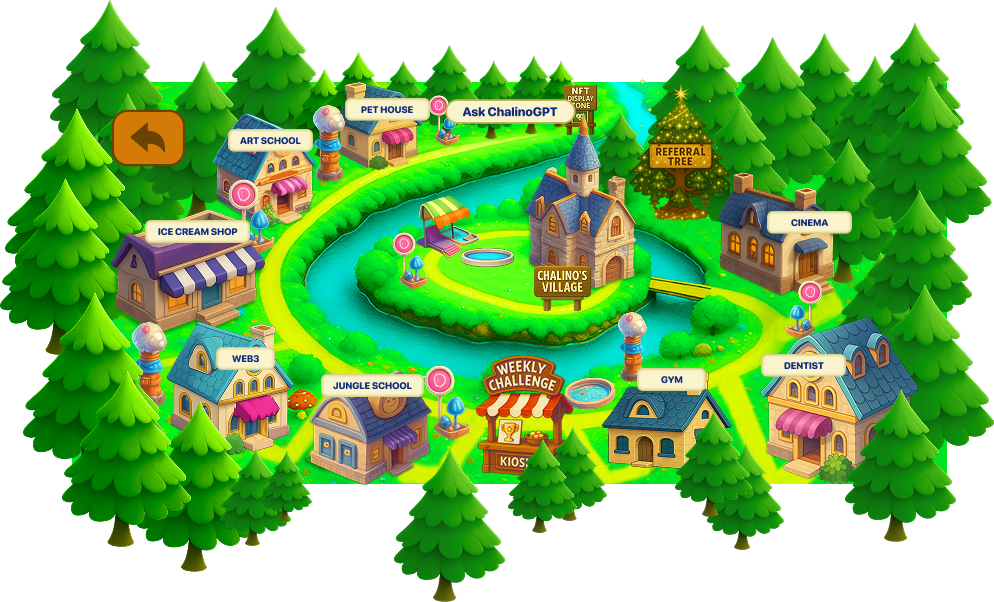 NFT
DISPLAY
PET HOUSE
Ask ChalinoGPT
ART SCHOOL
REFERRAL
TREE
ICE CREAM SHOP
CINEMA
CHALINO'S
VILLAGE
WEB3
WEEKLY
CHALLENGE
DENTIST
JUNGLE SCHOOL
GYM